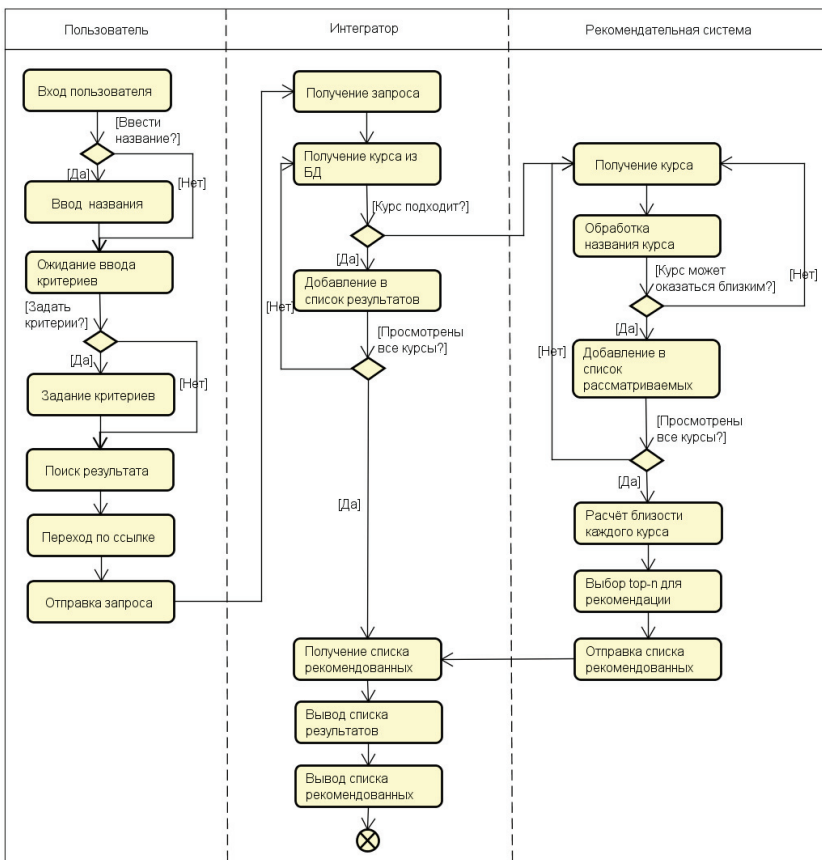 Пользователь
Интегратор
Рекомендательная система
Вход пользователя
[Ввести
название?]
[Да]
[Нет]
Ввод названия
Ожидание ввода
критериев
[Задать
критерии?]
[Да]
[Нет]
Задание критериев
Поиск результата
Переход по ссылке
Отправка запроса
Получение запроса
Получение курса из
БД
[Курс подходит?]
[Да]
[Нет]
Добавление в
список результатов
[Просмотрены
все курсы?]
[Да]
Получение списка
рекомендованных
Вывод списка
результатов
Вывод списка
рекомендованных
Получение курса
Обработка
названия курса
[Курс может
оказаться близким?]
[Нет]
[Да]
[Нет]
Добавление в
список
рассматриваемых
[Просмотрены
все курсы?]
[Да]
Расчёт близости
каждого курса
Выбор top-n для
рекомендации
Отправка списка
рекомендованных